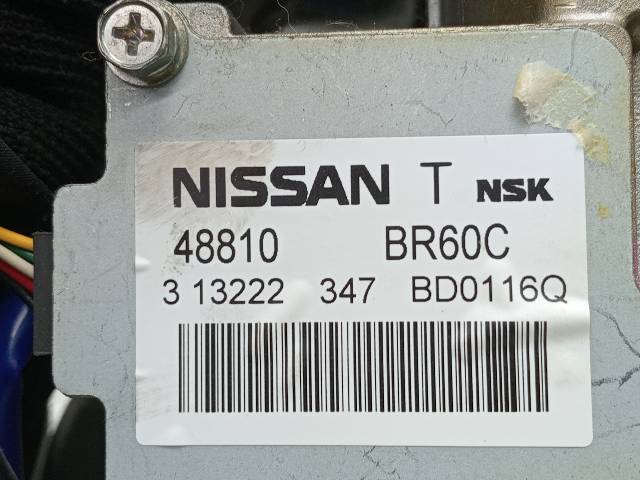 NISSAN T NSK
48810 BR60C
3 13222 347 BD0116Q